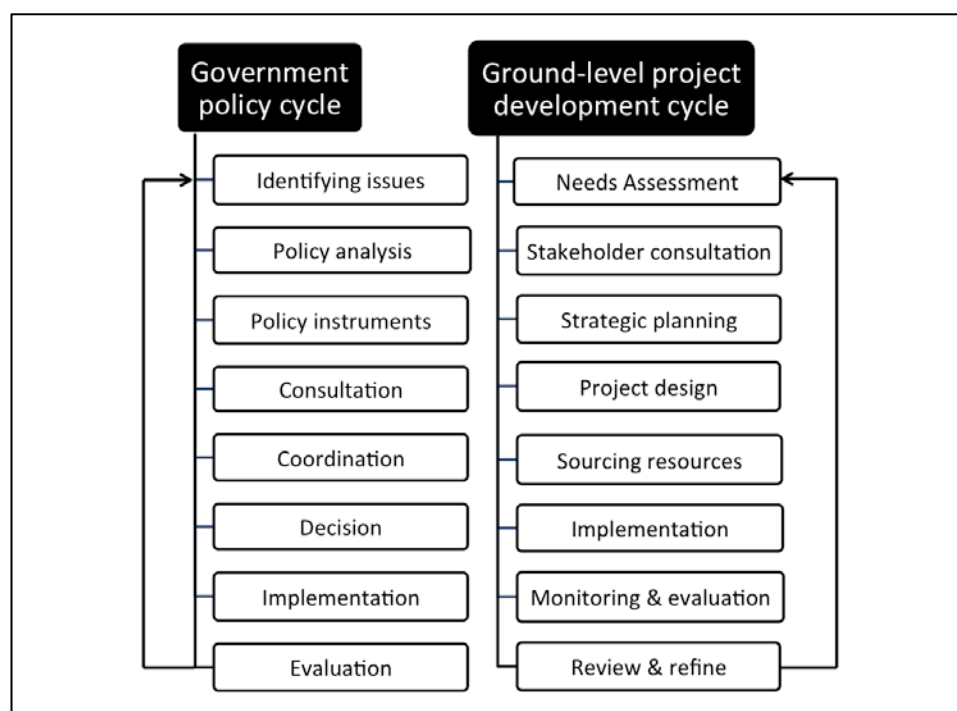 Government
policy cycle
Identifying issues
Policy analysis
Policy instruments
Consultation
Coordination
Decision
Implementation
Evaluation
Ground-level project
development cycle
Needs Assessment
Stakeholder consultation
Strategic planning
Project design
Sourcing resources
Implementation
Monitoring & evaluation
Review & refine